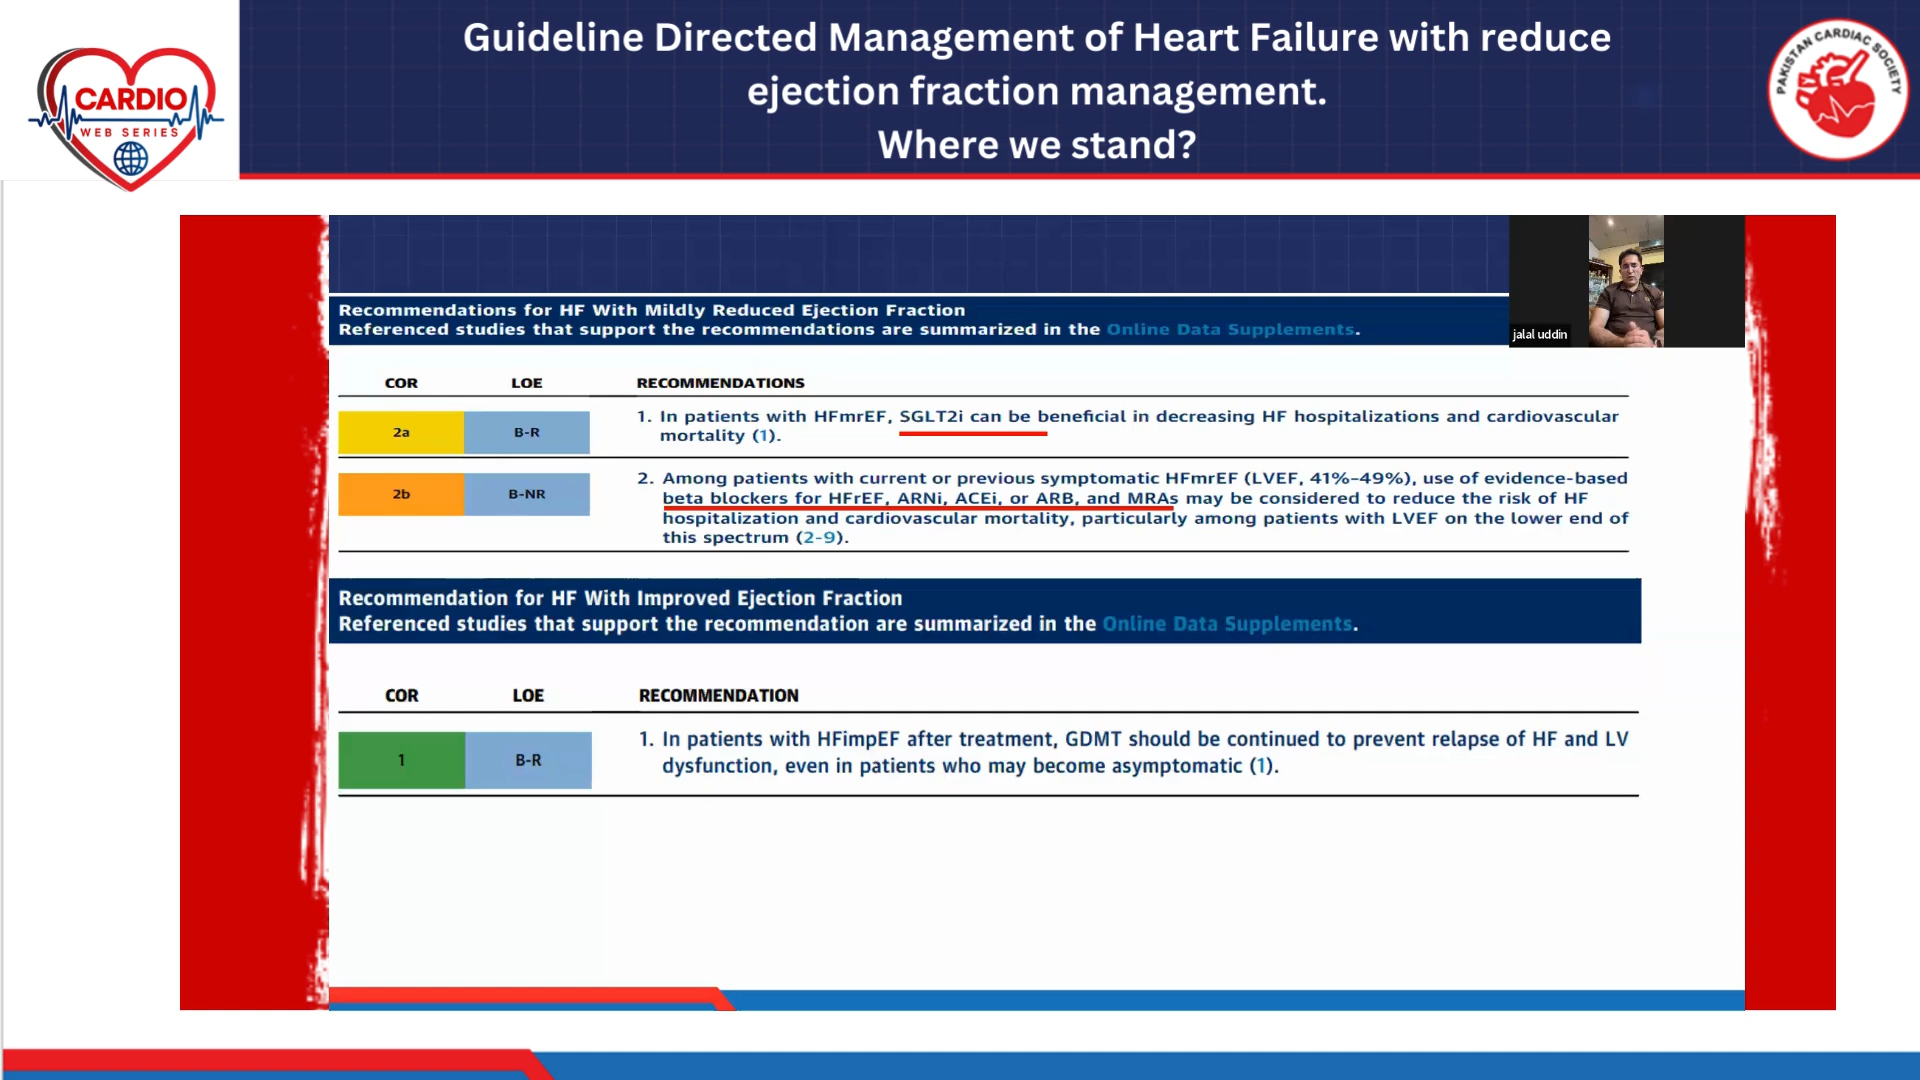 Guideline Directed Management of Heart Failure with reduce
ejection fraction management.
Where we stand?
CARDIO
WEB SERIES
PAKISTAN CARDIAC SOCIETY
jalal uddin
Recommendations for HF With Mildly Reduced Ejection Fraction
Referenced studies that support the recommendations are summarized in the Online Data Supplements.
COR LOE RECOMMENDATIONS
2a B-R 1. In patients with HFmrEF, SGLT2i can be beneficial in decreasing HF hospitalizations and cardiovascular
mortality (1).
2b B-NR 2. Among patients with current or previous symptomatic HFmrEF (LVEF, 41%–49%), use of evidence-based
beta blockers for HFrEF, ARNi, ACEi, or ARB, and MRAs may be considered to reduce the risk of HF
hospitalization and cardiovascular mortality, particularly among patients with LVEF on the lower end of
this spectrum (2-9).
Recommendation for HF With Improved Ejection Fraction
Referenced studies that support the recommendation are summarized in the Online Data Supplements.
COR LOE RECOMMENDATION
1 B-R 1. In patients with HFimpEF after treatment, GDMT should be continued to prevent relapse of HF and LV
dysfunction, even in patients who may become asymptomatic (1).